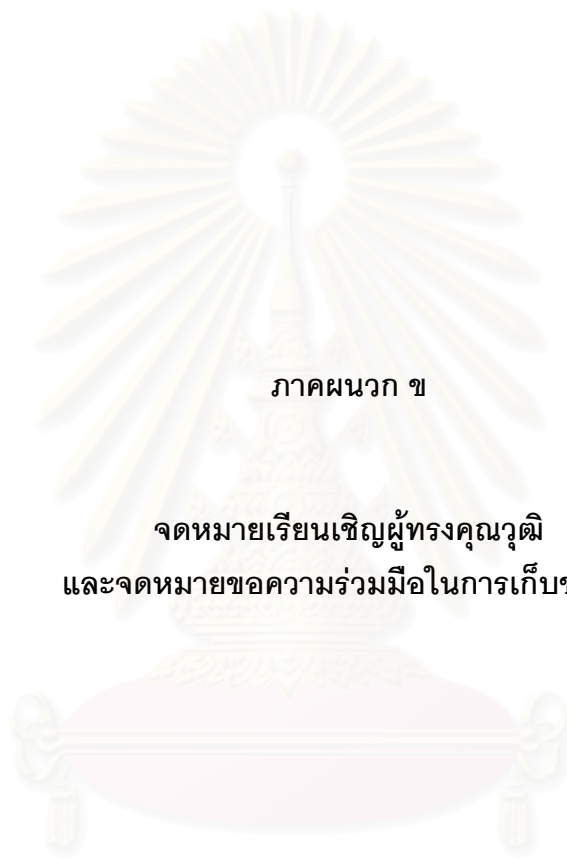 ภาคผนวก ข
จดหมายเรียนเชิญผู้ทรงคุณวุฒิ
และจดหมายขอความร่วมมือในการเก็บ